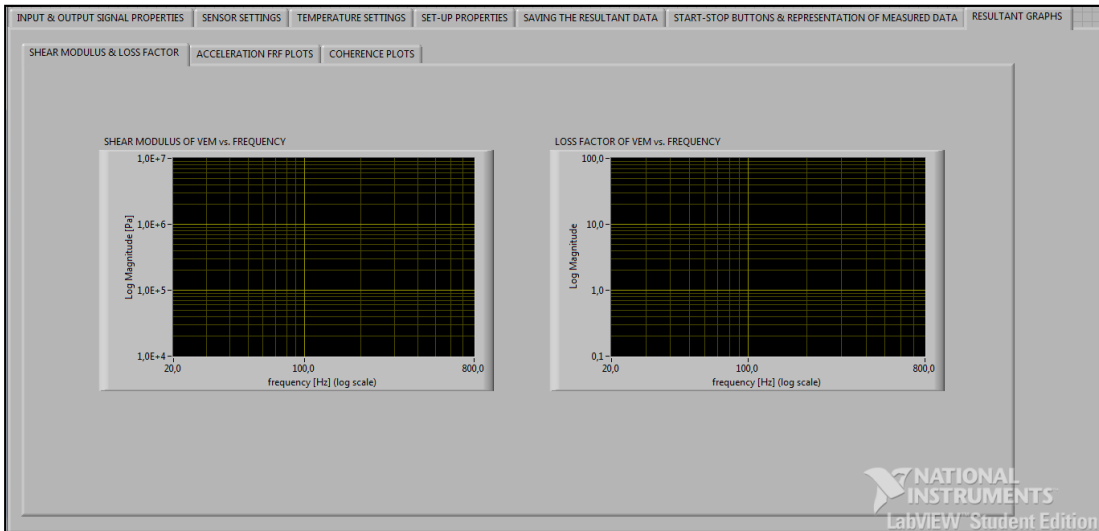 INPUT & OUTPUT SIGNAL PROPERTIES
SENSOR SETTINGS
TEMPERATURE SETTINGS
SET-UP PROPERTIES
SAVING THE RESULTANT DATA
START-STOP BUTTONS & REPRESENTATION OF MEASURED DATA
RESULTANT GRAPHS
SHEAR MODULUS & LOSS FACTOR
ACCELERATION FRF PLOTS
COHERENCE PLOTS
SHEAR MODULUS OF VEM vs. FREQUENCY
1,0E+7
1,0E+6
1,0E+5
1,0E+4
Log Magnitude [Pa]
20,0
100,0
800,0
frequency [Hz] (log scale)
LOSS FACTOR OF VEM vs. FREQUENCY
100,0
10,0
1,0
0,1
Log Magnitude
20,0
100,0
800,0
frequency [Hz] (log scale)
NATIONAL
INSTRUMENTS
LabVIEW™ Student Edition